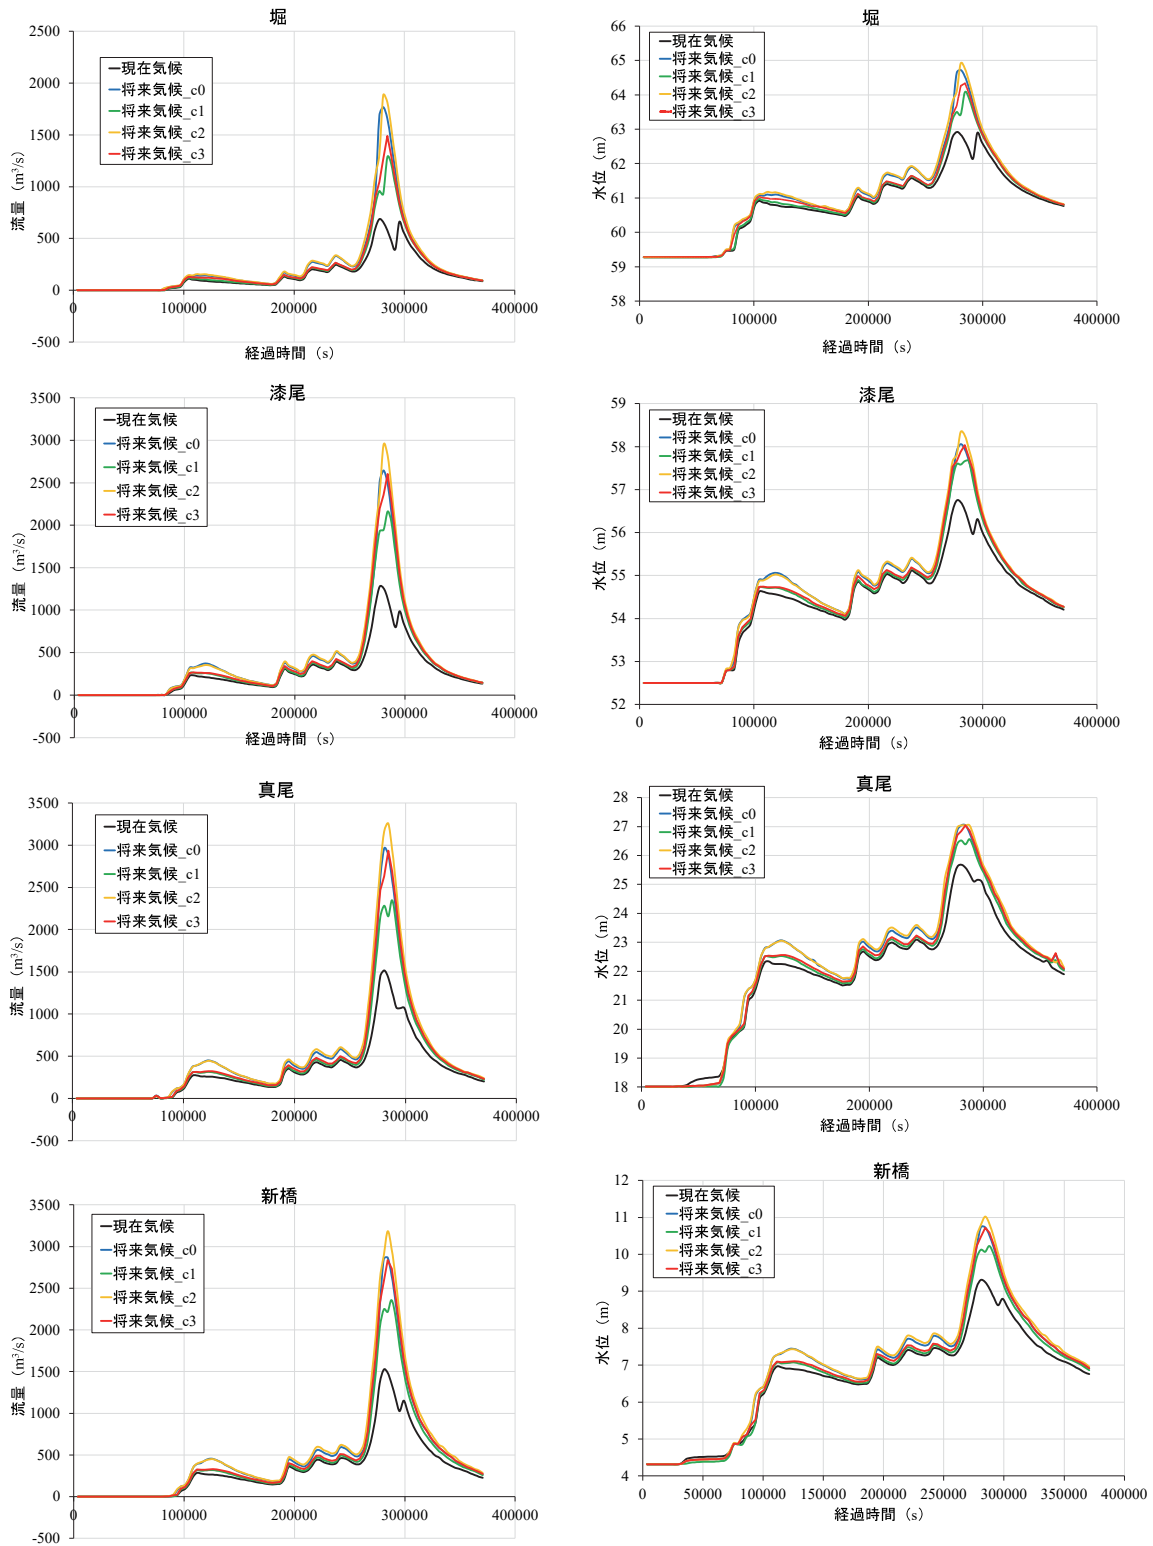 堀
2500
2000
1500
1000
500
0
-500
流量（m³/s）
現在気候
将来気候_c0
将来気候_c1
将来気候_c2
将来気候_c3
0 100000 200000 300000 400000
経過時間（s）
堀
66
65
64
63
62
61
60
59
58
水位（m）
現在気候
将来気候_c0
将来気候_c1
将来気候_c2
将来気候_c3
0 100000 200000 300000 400000
経過時間（s）
漆尾
3500
3000
2500
2000
1500
1000
500
0
-500
流量（m³/s）
現在気候
将来気候_c0
将来気候_c1
将来気候_c2
将来気候_c3
0 100000 200000 300000 400000
経過時間（s）
漆尾
59
58
57
56
55
54
53
52
水位（m）
現在気候
将来気候_c0
将来気候_c1
将来気候_c2
将来気候_c3
0 100000 200000 300000 400000
経過時間（s）
真尾
3500
3000
2500
2000
1500
1000
500
0
-500
流量（m³/s）
現在気候
将来気候_c0
将来気候_c1
将来気候_c2
将来気候_c3
0 100000 200000 300000 400000
真尾
28
27
26
25
24
23
22
21
20
19
18
水位（m）
現在気候
将来気候_c0
将来気候_c1
将来気候_c2
将来気候_c3
0 100000 200000 300000 400000
経過時間（s）
新橋
3500
3000
2500
2000
1500
1000
500
0
-500
流量（m³/s）
現在気候
将来気候_c0
将来気候_c1
将来気候_c2
将来気候_c3
0 100000 200000 300000 400000
新橋
12
11
10
9
8
7
6
5
4
水位（m）
現在気候
将来気候_c0
将来気候_c1
将来気候_c2
将来気候_c3
0 50000 100000 150000 200000 250000 300000 350000 400000
経過時間（s）